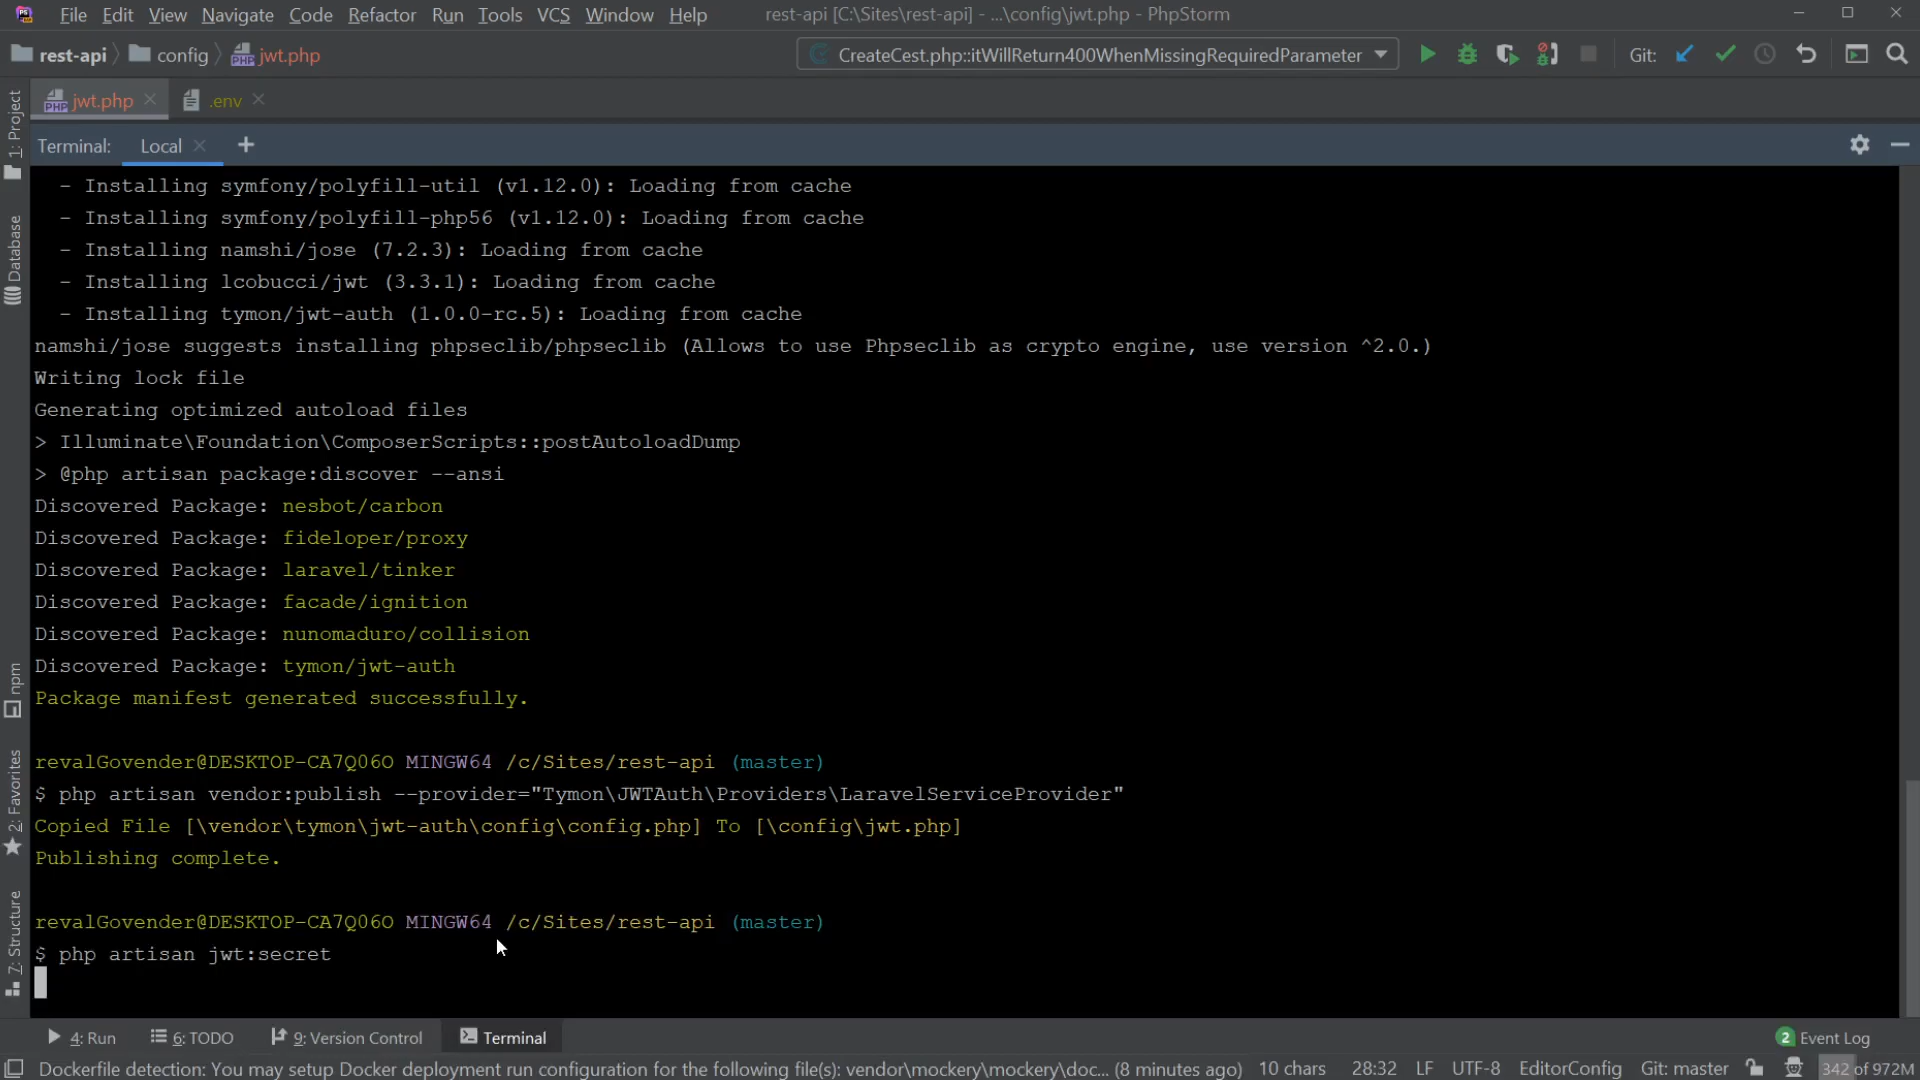 File Edit View Navigate Code Refactor Run Tools VCS Window Help rest-api [C:\Sites\rest-api] - ...\config\jwt.php - PhpStorm
rest-api config jwt.php CreateCest.php::itWillReturn400WhenMissingRequiredParameter Git:
jwt.php .env
Terminal: Local
1: Project
Database
npm
2: Favorites
7: Structure
- Installing symfony/polyfill-util (v1.12.0): Loading from cache
- Installing symfony/polyfill-php56 (v1.12.0): Loading from cache
- Installing namshi/jose (7.2.3): Loading from cache
- Installing lcobucci/jwt (3.3.1): Loading from cache
- Installing tymon/jwt-auth (1.0.0-rc.5): Loading from cache
namshi/jose suggests installing phpseclib/phpseclib (Allows to use Phpseclib as crypto engine, use version ^2.0.)
Writing lock file
Generating optimized autoload files
> Illuminate\Foundation\ComposerScripts::postAutoloadDump
> @php artisan package:discover --ansi
Discovered Package: nesbot/carbon
Discovered Package: fideloper/proxy
Discovered Package: laravel/tinker
Discovered Package: facade/ignition
Discovered Package: nunomaduro/collision
Discovered Package: tymon/jwt-auth
Package manifest generated successfully.
revalGovender@DESKTOP-CA7Q06O MINGW64 /c/Sites/rest-api (master)
$ php artisan vendor:publish --provider="Tymon\JWTAuth\Providers\LaravelServiceProvider"
Copied File [\vendor\tymon\jwt-auth\config\config.php] To [\config\jwt.php]
Publishing complete.
revalGovender@DESKTOP-CA7Q06O MINGW64 /c/Sites/rest-api (master)
$ php artisan jwt:secret
4: Run 6: TODO 9: Version Control Terminal 2 Event Log
Dockerfile detection: You may setup Docker deployment run configuration for the following file(s): vendor\mockery\mockery\doc... (8 minutes ago) 10 chars 28:32 LF UTF-8 EditorConfig Git: master 342 of 972M